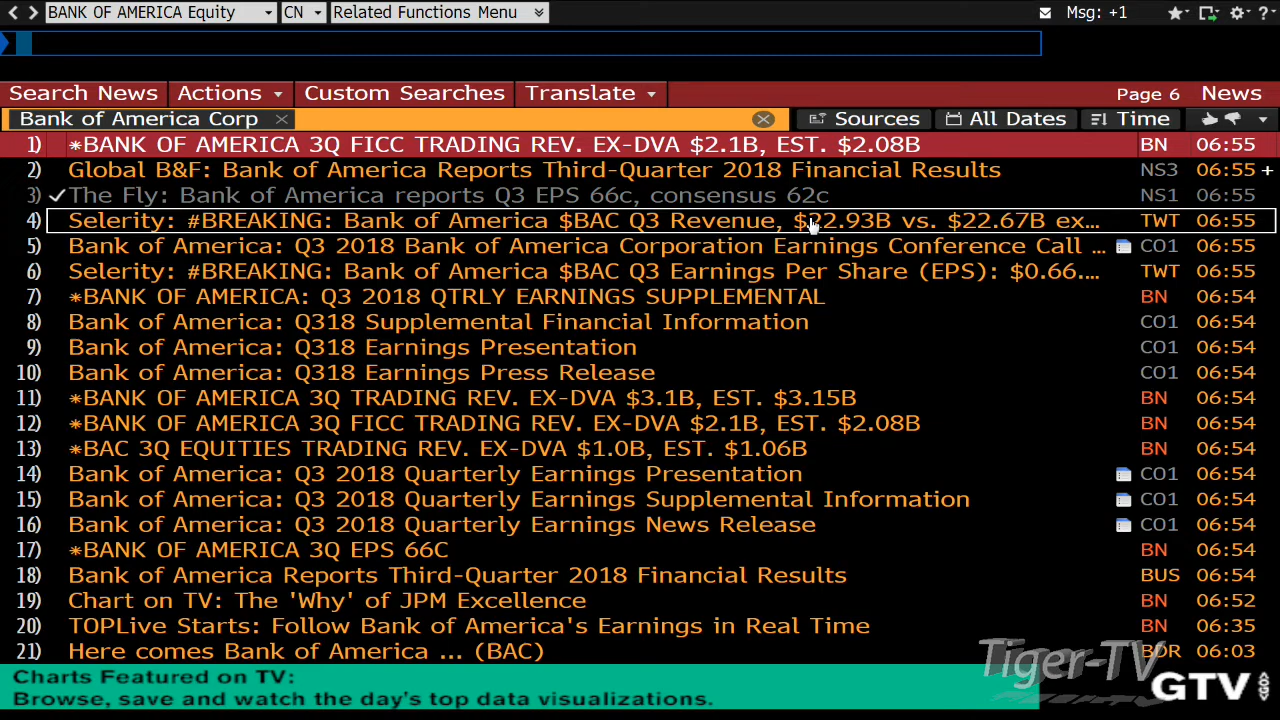 BANK OF AMERICA Equity CN Related Functions Menu Msg: +1 ?
Search News Actions Custom Searches Translate Page 6 News
Bank of America Corp Sources All Dates Time
1) *BANK OF AMERICA 3Q FICC TRADING REV. EX-DVA $2.1B, EST. $2.08B BN 06:55
2) Global B&F: Bank of America Reports Third-Quarter 2018 Financial Results NS3 06:55 +
3) The Fly: Bank of America reports Q3 EPS 66c, consensus 62c NS1 06:55
4) Selerity: #BREAKING: Bank of America $BAC Q3 Revenue, $22.93B vs. $22.67B ex... TWT 06:55
5) Bank of America: Q3 2018 Bank of America Corporation Earnings Conference Call ... CO1 06:55
6) Selerity: #BREAKING: Bank of America $BAC Q3 Earnings Per Share (EPS): $0.66.... TWT 06:55
7) *BANK OF AMERICA: Q3 2018 QTRLY EARNINGS SUPPLEMENTAL BN 06:54
8) Bank of America: Q318 Supplemental Financial Information CO1 06:54
9) Bank of America: Q318 Earnings Presentation CO1 06:54
10) Bank of America: Q318 Earnings Press Release CO1 06:54
11) *BANK OF AMERICA 3Q TRADING REV. EX-DVA $3.1B, EST. $3.15B BN 06:54
12) *BANK OF AMERICA 3Q FICC TRADING REV. EX-DVA $2.1B, EST. $2.08B BN 06:54
13) *BAC 3Q EQUITIES TRADING REV. EX-DVA $1.0B, EST. $1.06B BN 06:54
14) Bank of America: Q3 2018 Quarterly Earnings Presentation CO1 06:54
15) Bank of America: Q3 2018 Quarterly Earnings Supplemental Information CO1 06:54
16) Bank of America: Q3 2018 Quarterly Earnings News Release CO1 06:54
17) *BANK OF AMERICA 3Q EPS 66C BN 06:54
18) Bank of America Reports Third-Quarter 2018 Financial Results BUS 06:54
19) Chart on TV: The 'Why' of JPM Excellence BN 06:52
20) TOPLive Starts: Follow Bank of America's Earnings in Real Time BN 06:35
21) Here comes Bank of America ... (BAC) BDR 06:03
Tiger-TV
Charts Featured on TV:
Browse, save and watch the day's top data visualizations.
GTV